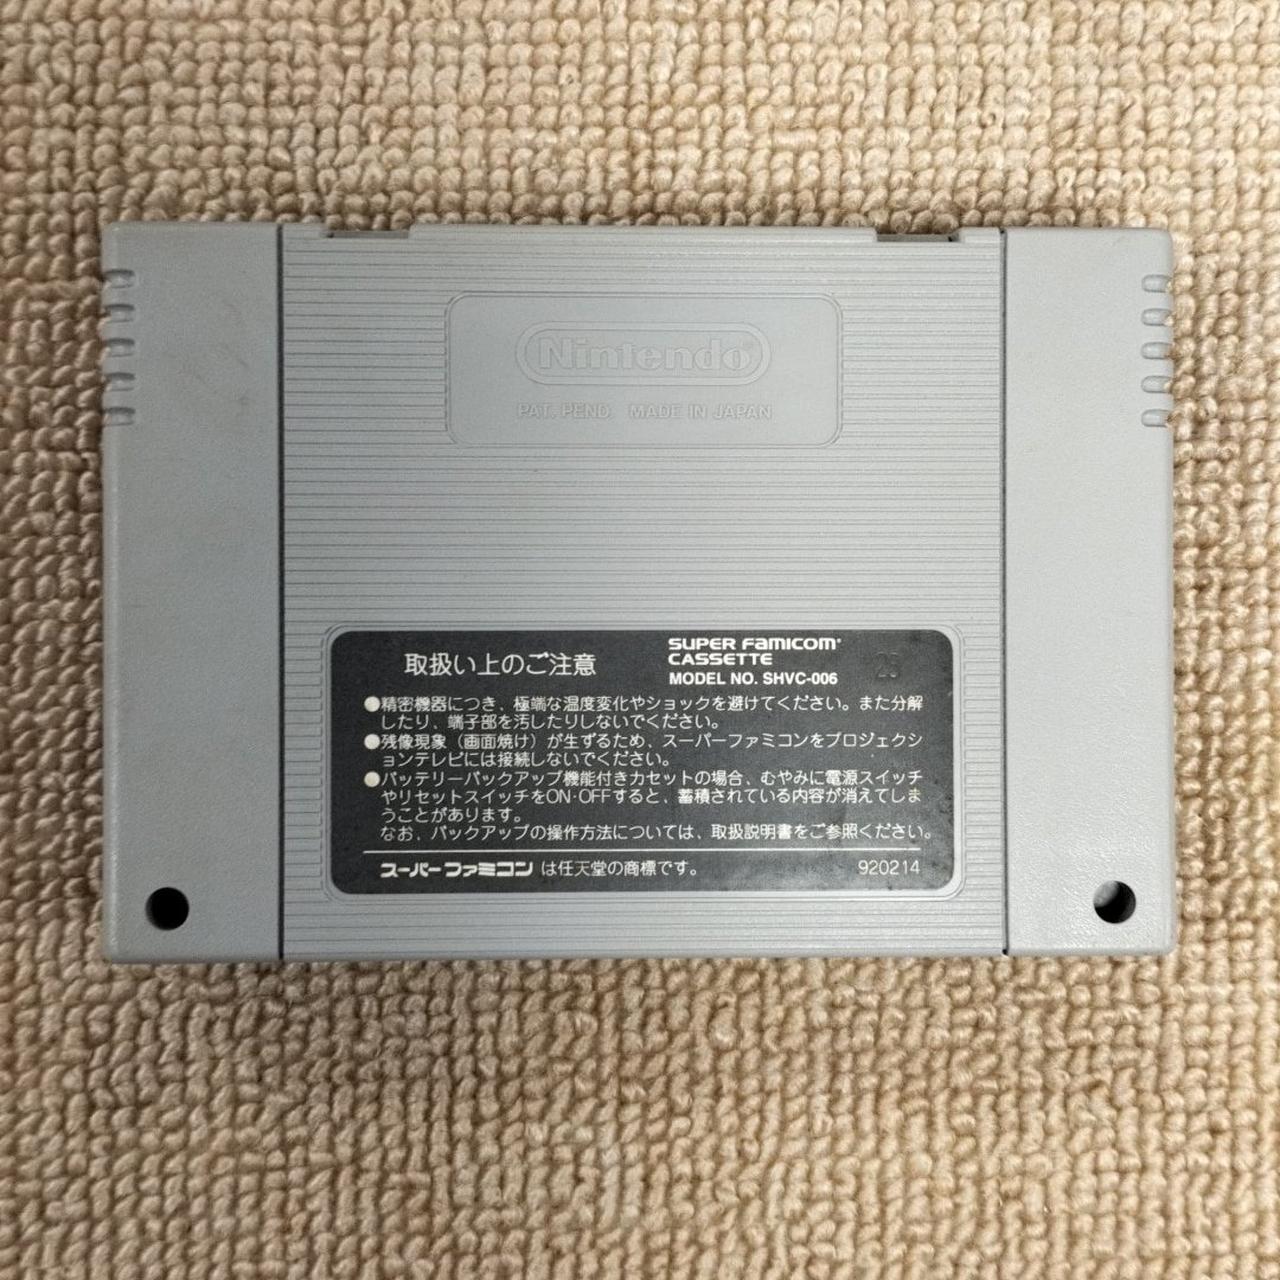 Nintendo®
PAT. PEND. MADE IN JAPAN
取扱い上のご注意
SUPER FAMICOM®
CASSETTE
MODEL NO. SHVC-006
●精密機器につき、極端な温度変化やショックを避けてください。また分解
したり、端子部を汚したりしないでください。
●残像現象(画面焼け)が生ずるため、スーパーファミコンをプロジェクシ
ョンテレビには接続しないでください。
●バッテリーバックアップ機能付きカセットの場合、むやみに電源スイッチ
やリセットスイッチをON·OFFすると、蓄積されている内容が消えてしま
うことがあります。
なお、バックアップの操作方法については、取扱説明書をご参照ください。
スーパーファミコンは任天堂の商標です。
920214